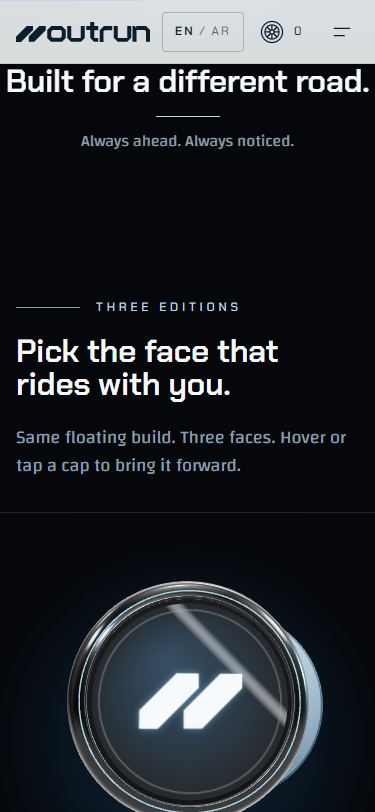 outrun
EN / AR
0
Built for a different road.
Always ahead. Always noticed.
THREE EDITIONS
Pick the face that
rides with you.
Same floating build. Three faces. Hover or
tap a cap to bring it forward.